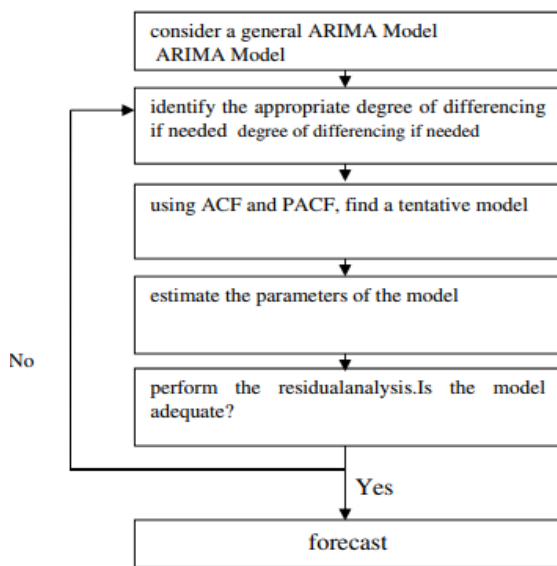 consider a general ARIMA Model
ARIMA Model
identify the appropriate degree of differencing
if needed degree of differencing if needed
using ACF and PACF, find a tentative model
estimate the parameters of the model
No
perform the residualanalysis.Is the model
adequate?
Yes
forecast